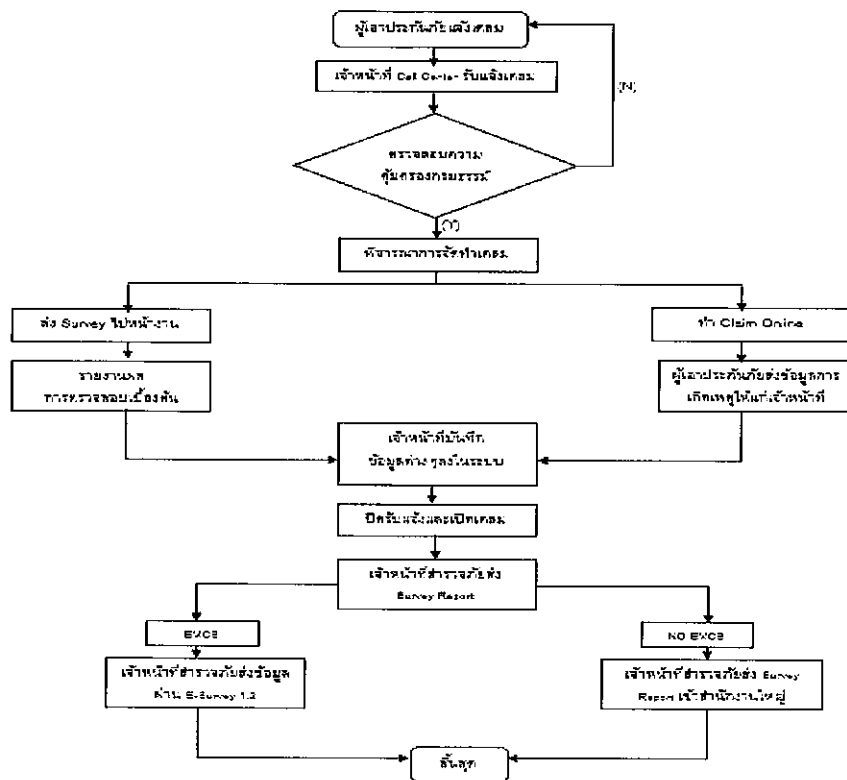 ผู้เอาประกันภัยแจ้งเคลม
เจ้าหน้าที่ Call Center รับแจ้งเคลม
(N)
ตรวจสอบความ
คุ้มครองกรมธรรม์
(Y)
พิจารณาการจัดทำเคลม
ส่ง Survey ไปหน้างาน
ทำ Claim Online
รายงานผล
การตรวจสอบเบื้องต้น
ผู้เอาประกันภัยส่งข้อมูลการ
เกิดเหตุให้แก่เจ้าหน้าที่
เจ้าหน้าที่บันทึก
ข้อมูลต่างๆลงในระบบ
ปิดรับแจ้งและเปิดเคลม
เจ้าหน้าที่สำรวจภัยส่ง
Survey Report
EMCS
NO EMCS
เจ้าหน้าที่สำรวจภัยส่งข้อมูล
ผ่าน E-Survey 1.2
เจ้าหน้าที่สำรวจภัยส่ง Survey
Report เข้าสำนักงานใหญ่
สิ้นสุด